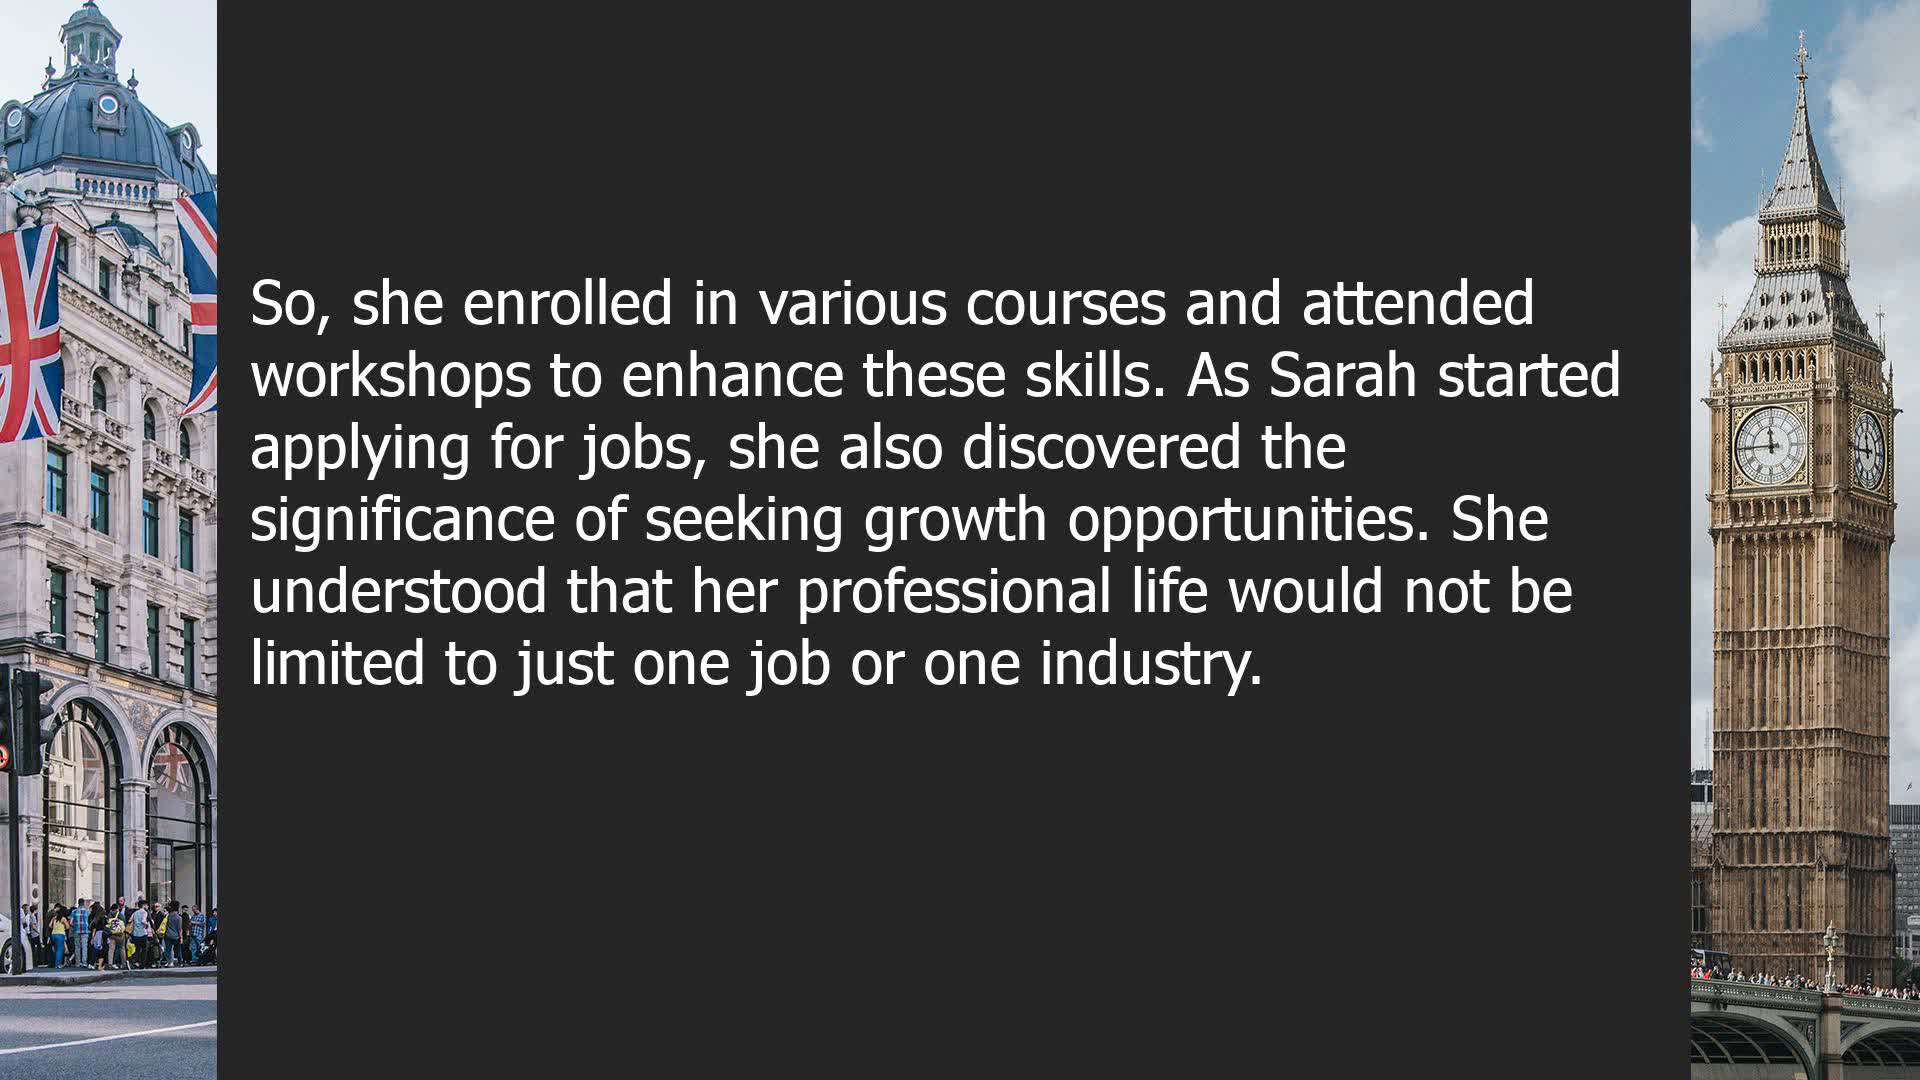 So, she enrolled in various courses and attended
workshops to enhance these skills. As Sarah started
applying for jobs, she also discovered the
significance of seeking growth opportunities. She
understood that her professional life would not be
limited to just one job or one industry.